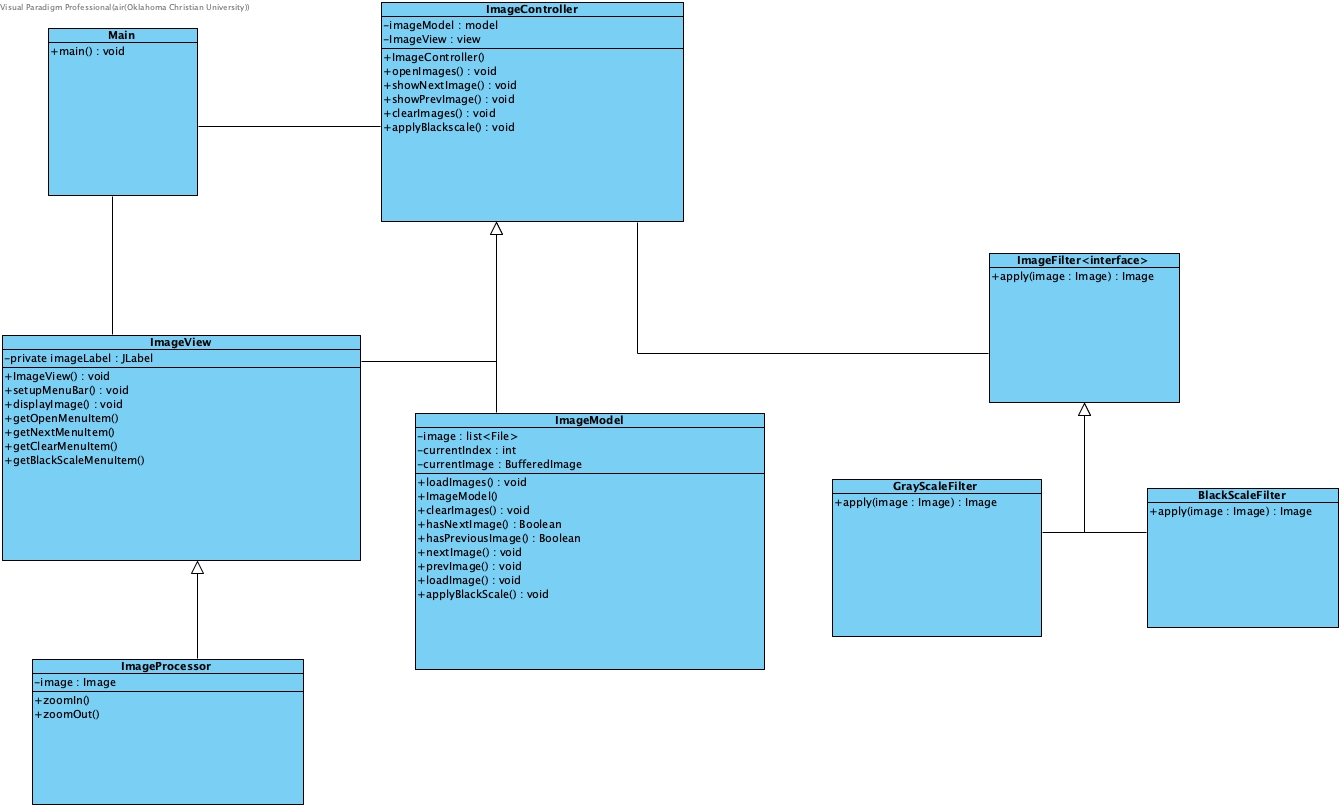 Visual Paradigm Professional(air(Oklahoma Christian University))
Main
+main() : void
ImageController
-imageModel : model
-ImageView : view
+ImageController()
+openImages() : void
+showNextImage() : void
+showPrevImage() : void
+clearImages() : void
+applyBlackscale() : void
ImageFilter<interface>
+apply(image : Image) : Image
ImageView
-private imageLabel : JLabel
+ImageView() : void
+setupMenuBar() : void
+displayImage() : void
+getOpenMenuItem()
+getNextMenuItem()
+getClearMenuItem()
+getBlackScaleMenuItem()
ImageModel
-image : list<File>
-currentIndex : int
-currentImage : BufferedImage
+loadImages() : void
+ImageModel()
+clearImages() : void
+hasNextImage() : Boolean
+hasPreviousImage() : Boolean
+nextImage() : void
+prevImage() : void
+loadImage() : void
+applyBlackScale() : void
GrayScaleFilter
+apply(image : Image) : Image
BlackScaleFilter
+apply(image : Image) : Image
ImageProcessor
-image : Image
+zoomIn()
+zoomOut()